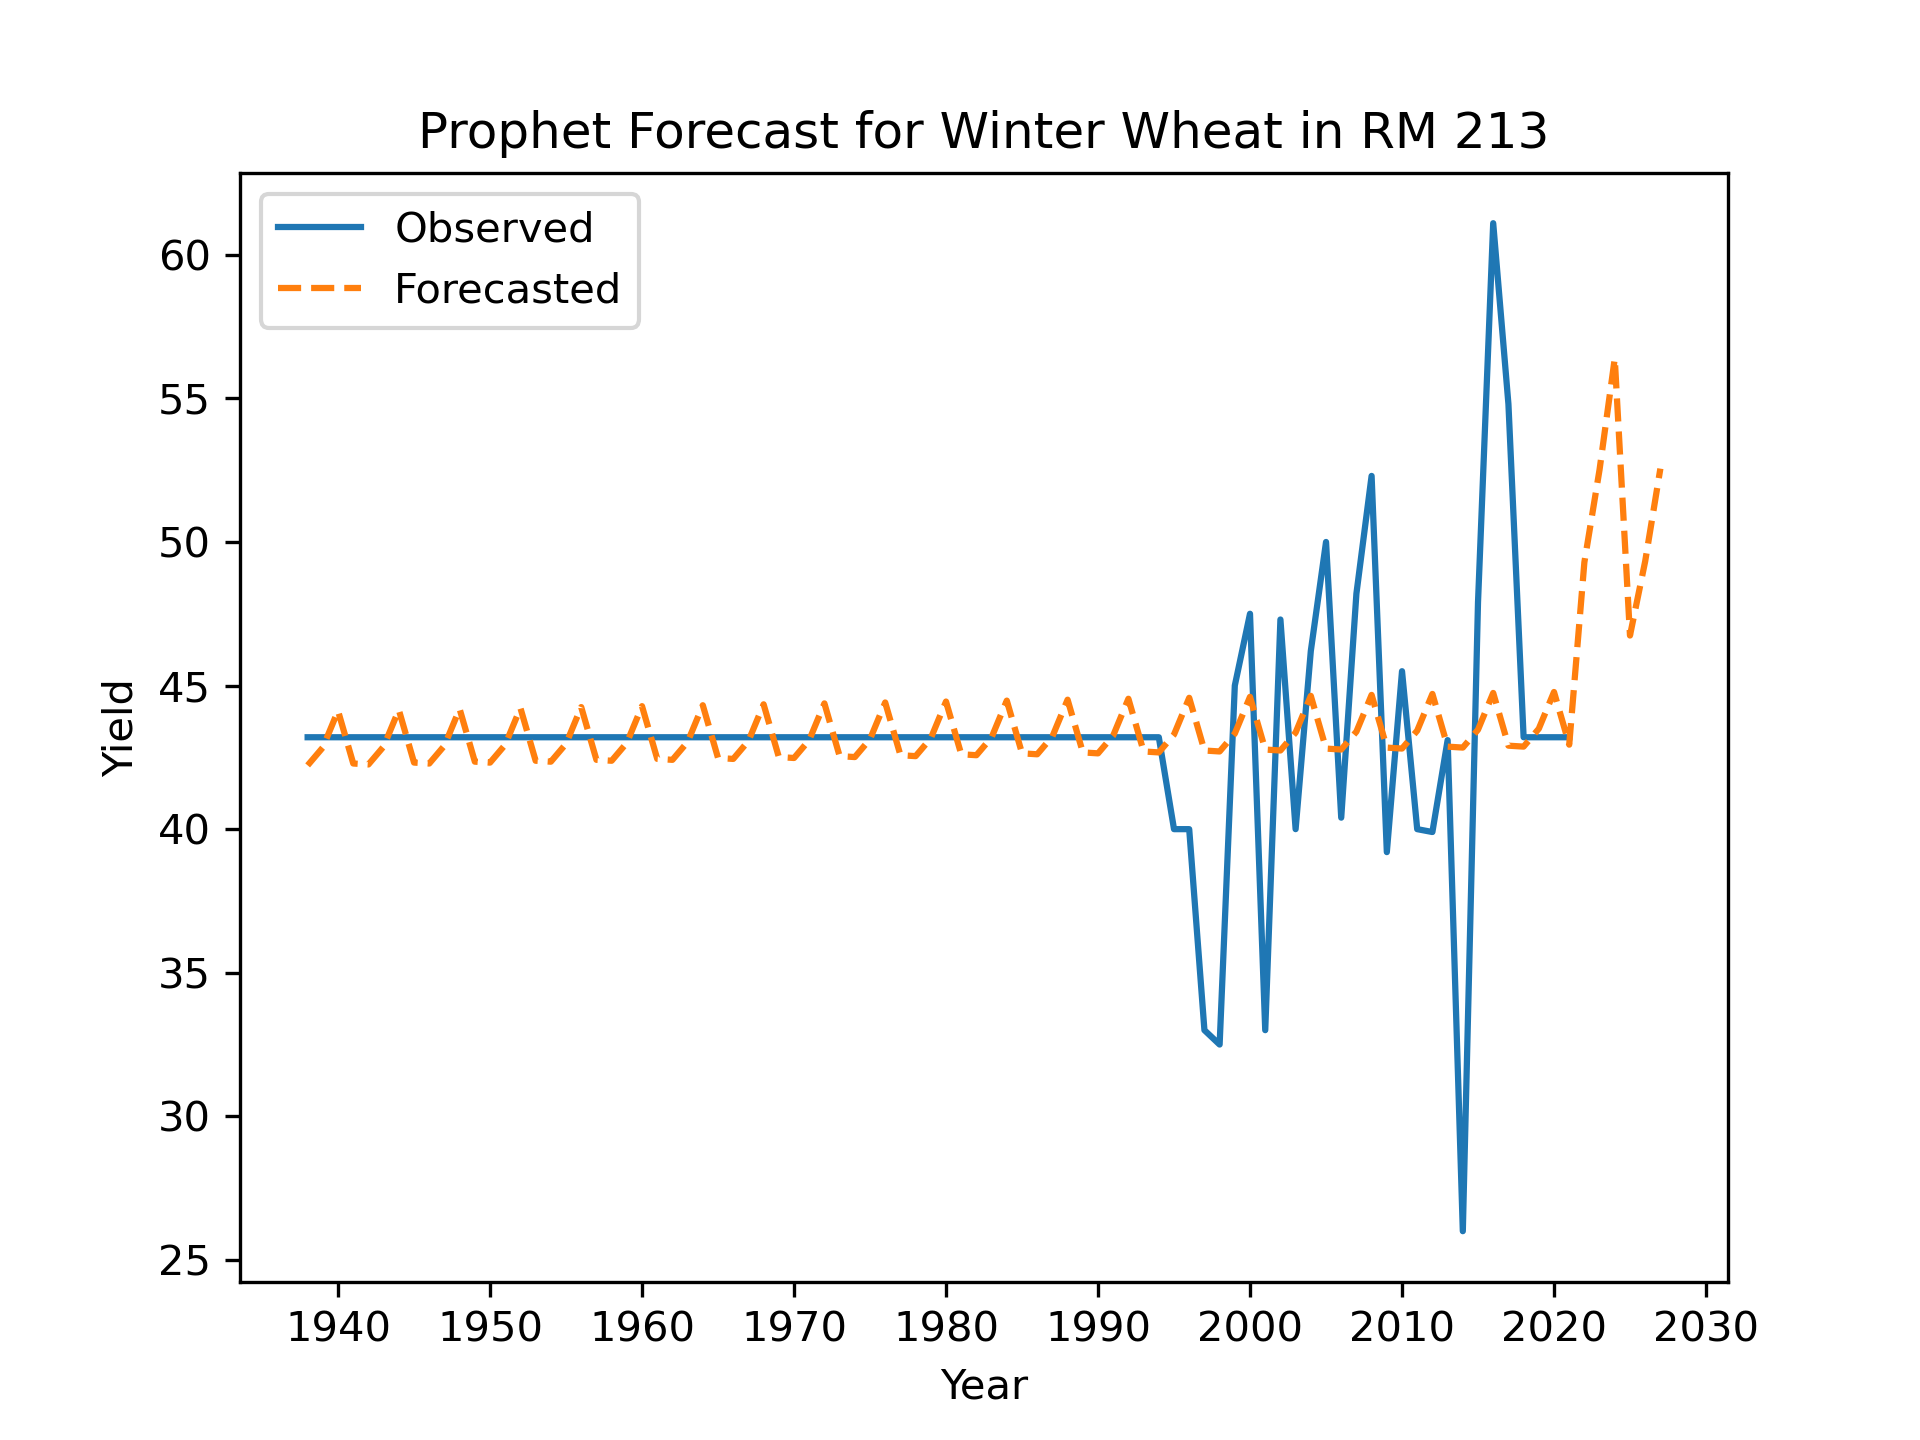 Prophet Forecast for Winter Wheat in RM 213
Observed
Forecasted
60
55
50
45
40
35
30
25
Yield
1940 1950 1960 1970 1980 1990 2000 2010 2020 2030
Year